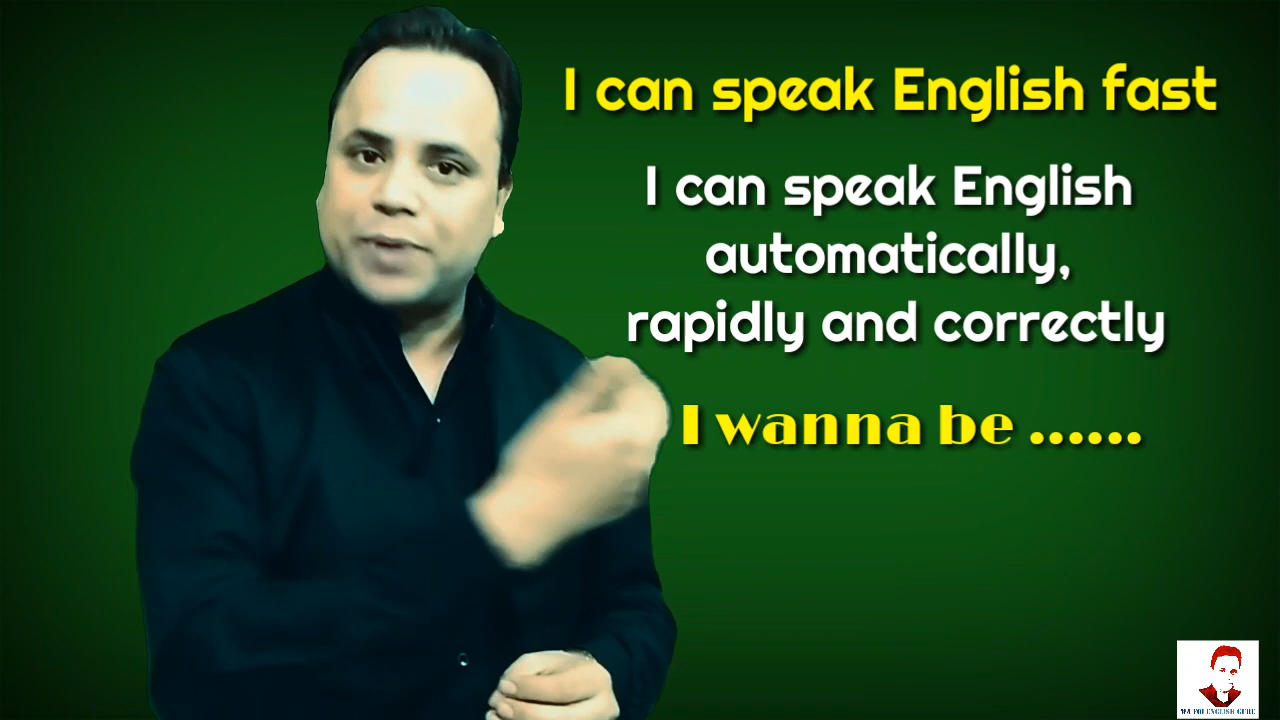 I can speak English fast
I can speak English
automatically,
rapidly and correctly
I wanna be ......